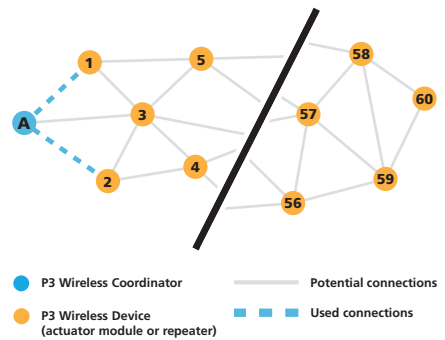 58
5
1
60
A
3
57
4
2
59
56
P3 Wireless Coordinator
Potential connections
P3 Wireless Device
(actuator module or repeater)
Used connections